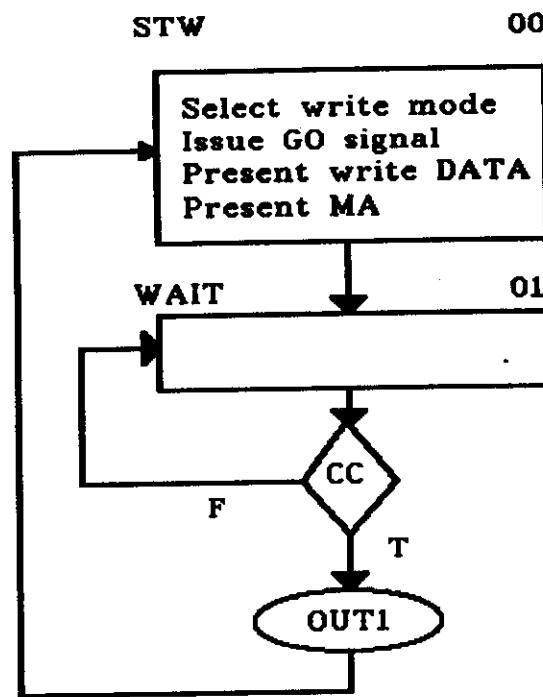 STW 00
Select write mode
Issue GO signal
Present write DATA
Present MA
WAIT 01
CC
F
T
OUT1